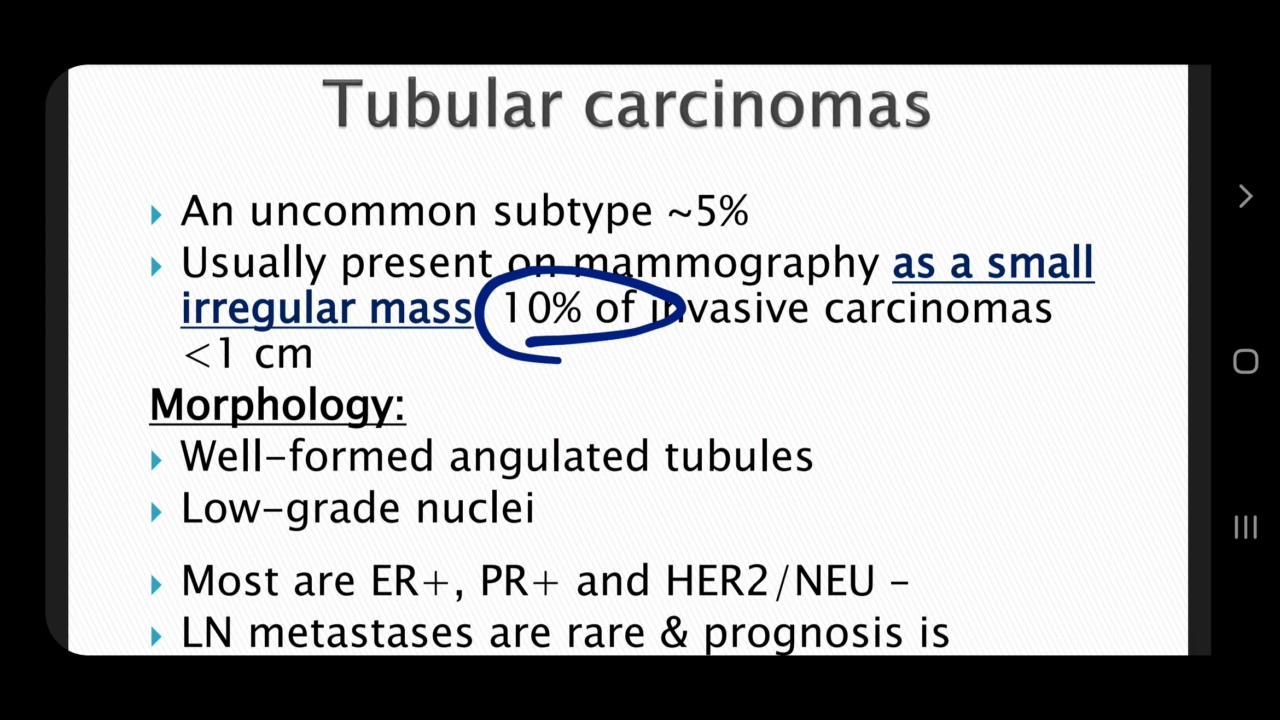 Tubular carcinomas
An uncommon subtype ~5%
Usually present on mammography as a small
irregular mass 10% of invasive carcinomas
<1 cm
Morphology:
Well-formed angulated tubules
Low-grade nuclei
Most are ER+, PR+ and HER2/NEU -
LN metastases are rare & prognosis is